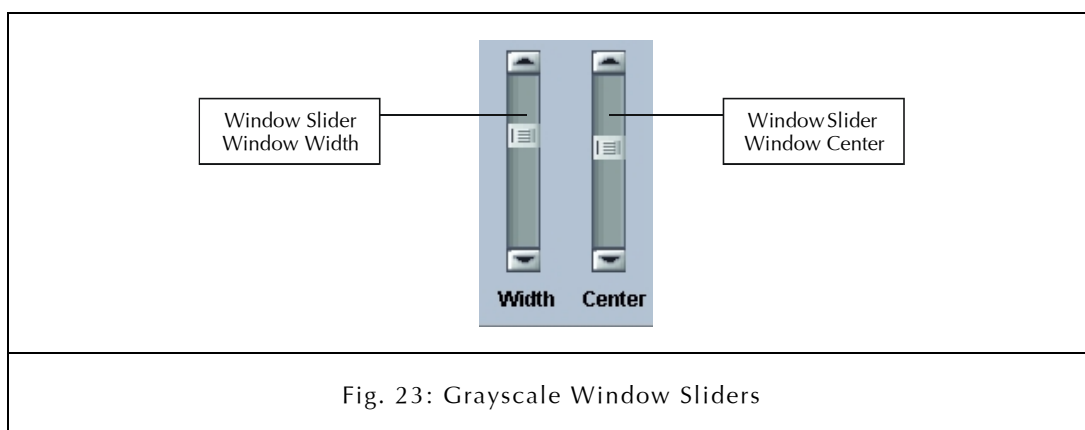 Window Slider
Window Width
Window Slider
Window Center
Width Center
Fig. 23: Grayscale Window Sliders